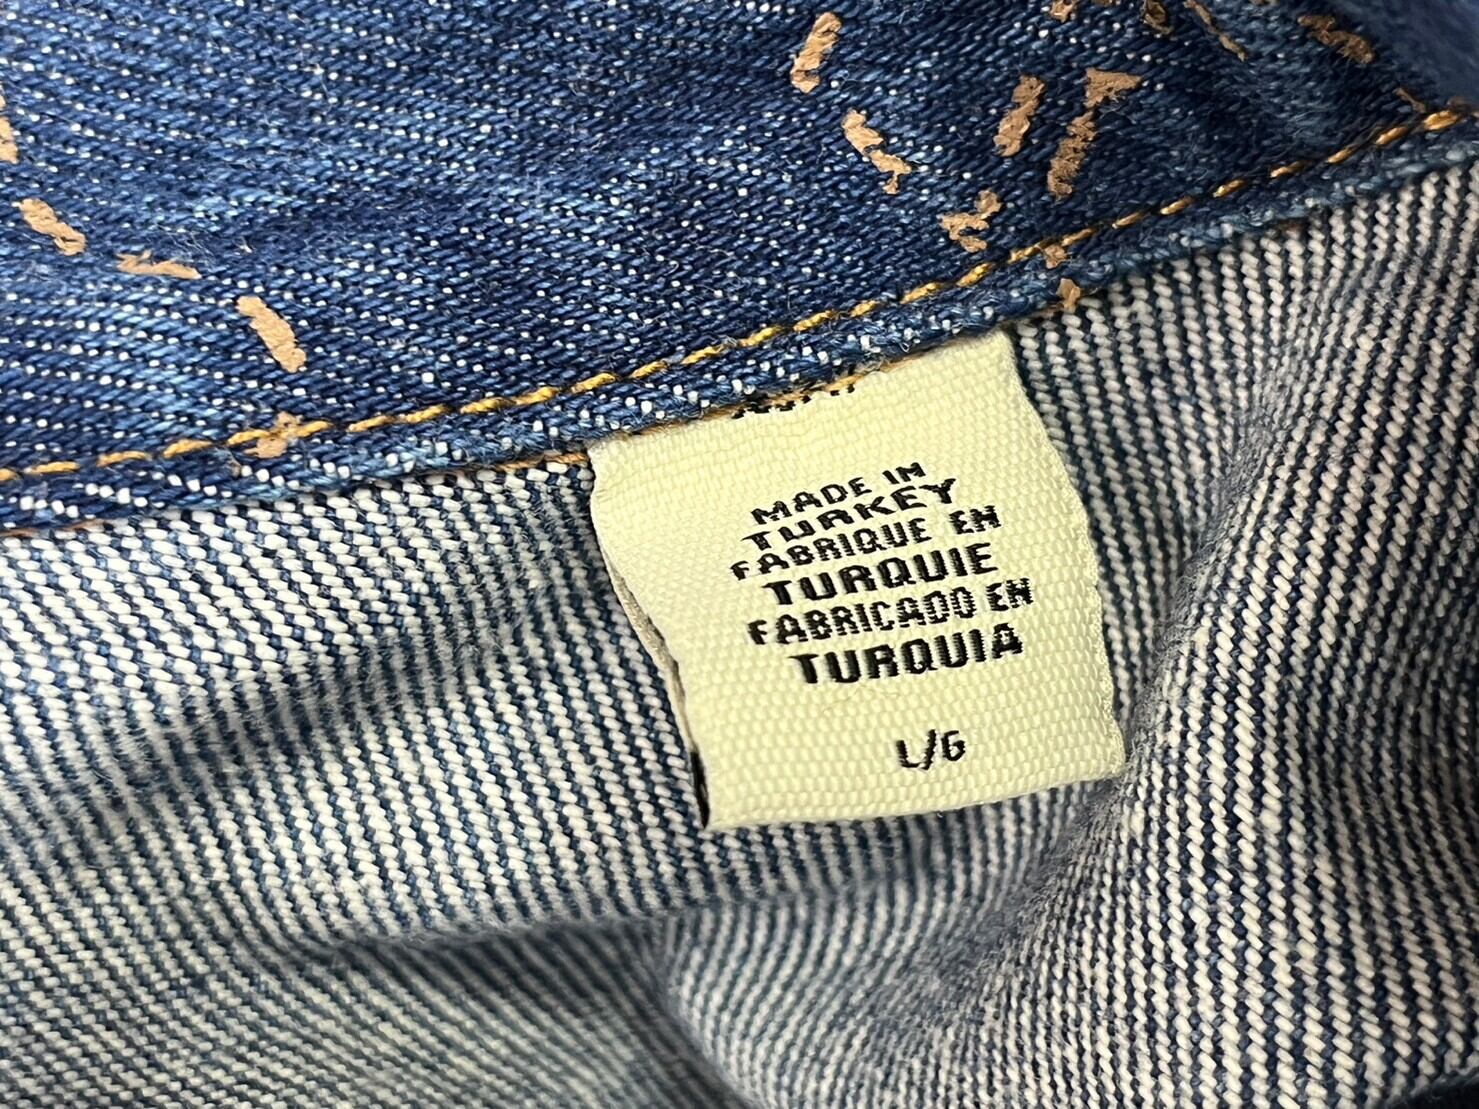 MADE IN
TURKEY
FABRIQUE EN
TURQUIE
FABRICADO EN
TURQUIA
L/G